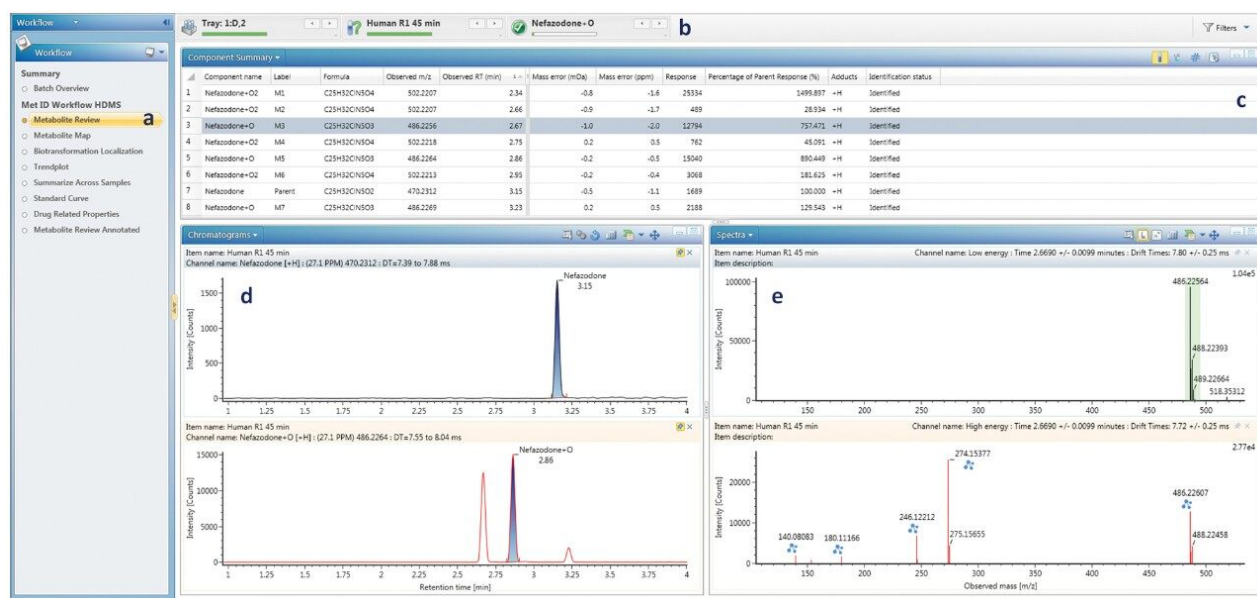 Workflow
Tray: 1:D,2
Human R1 45 min
Nefazodone+O
b
Filters
Workflow
Summary
Batch Overview
Met ID Workflow HDMS
Metabolite Review
a
Metabolite Map
Biotransformation Localization
Trendplot
Summarize Across Samples
Standard Curve
Drug Related Properties
Metabolite Review Annotated
Component Summary
Component name Label Formula Observed m/z Observed RT (min) Mass error (mDa) Mass error (ppm) Response Percentage of Parent Response (%) Adducts Identification status
1 Nefazodone+O2 M1 C25H32ClN5O4 502.2207 2.34 -0.8 -1.6 25334 1499.897 +H Identified
2 Nefazodone+O2 M2 C25H32ClN5O4 502.2207 2.66 -0.9 -1.7 489 28.934 +H Identified
c
3 Nefazodone+O M3 C25H32ClN5O3 486.2256 2.67 -1.0 -2.0 12794 757.471 +H Identified
4 Nefazodone+O2 M4 C25H32ClN5O4 502.2218 2.75 0.2 0.5 762 45.091 +H Identified
5 Nefazodone+O M5 C25H32ClN5O3 486.2264 2.86 -0.2 -0.5 15040 890.449 +H Identified
6 Nefazodone+O2 M6 C25H32ClN5O4 502.2213 2.95 -0.2 -0.4 3068 181.625 +H Identified
7 Nefazodone Parent C25H32ClN5O2 470.2312 3.15 -0.5 -1.1 1689 100.000 +H Identified
8 Nefazodone+O M7 C25H32ClN5O3 486.2269 3.23 0.2 0.5 2188 129.543 +H Identified
Chromatograms
Item name: Human R1 45 min
Channel name: Nefazodone [+H] : (27.1 PPM) 470.2312 : DT=7.39 to 7.88 ms
d
Nefazodone
3.15
Intensity [Counts]
1500
1000
500
0
1 1.25 1.5 1.75 2 2.25 2.5 2.75 3 3.25 3.5 3.75 4
Item name: Human R1 45 min
Channel name: Nefazodone+O [+H] : (27.1 PPM) 486.2264 : DT=7.55 to 8.04 ms
Nefazodone+O
2.86
Intensity [Counts]
15000
10000
5000
0
1 1.25 1.5 1.75 2 2.25 2.5 2.75 3 3.25 3.5 3.75 4
Retention time [min]
Spectra
Item name: Human R1 45 min Channel name: Low energy : Time 2.6690 +/- 0.0099 minutes : Drift Times: 7.80 +/- 0.25 ms
Item description:
1.04e5
e
486.22564
488.22393
489.22664
518.35312
Intensity [Counts]
100000
50000
0
150 200 250 300 350 400 450 500
Item name: Human R1 45 min Channel name: High energy : Time 2.6690 +/- 0.0099 minutes : Drift Times: 7.72 +/- 0.25 ms
Item description:
2.77e4
274.15377
486.22607
246.12212
140.08083
180.11166
275.15655
488.22458
Intensity [Counts]
20000
10000
0
150 200 250 300 350 400 450 500
Observed mass [m/z]